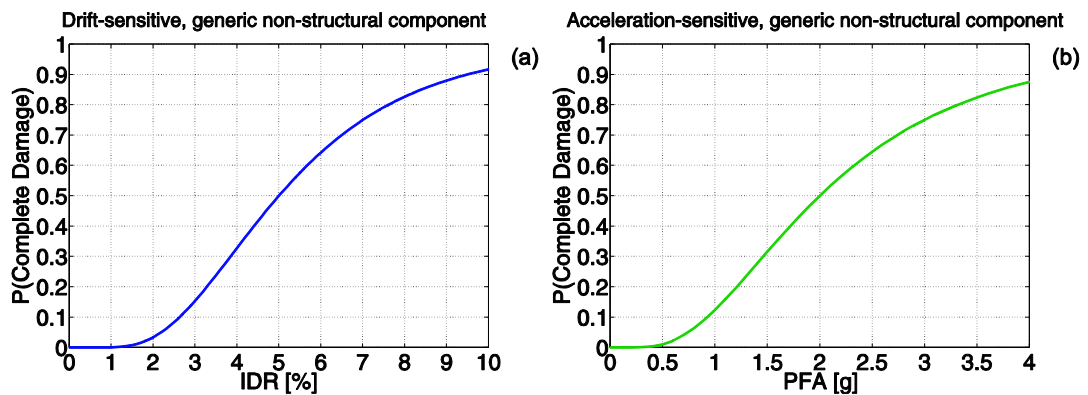 Drift-sensitive, generic non-structural component
(a)
P(Complete Damage)
1
0.9
0.8
0.7
0.6
0.5
0.4
0.3
0.2
0.1
0
0 1 2 3 4 5 6 7 8 9 10
IDR [%]
Acceleration-sensitive, generic non-structural component
(b)
P(Complete Damage)
1
0.9
0.8
0.7
0.6
0.5
0.4
0.3
0.2
0.1
0
0 0.5 1 1.5 2 2.5 3 3.5 4
PFA [g]